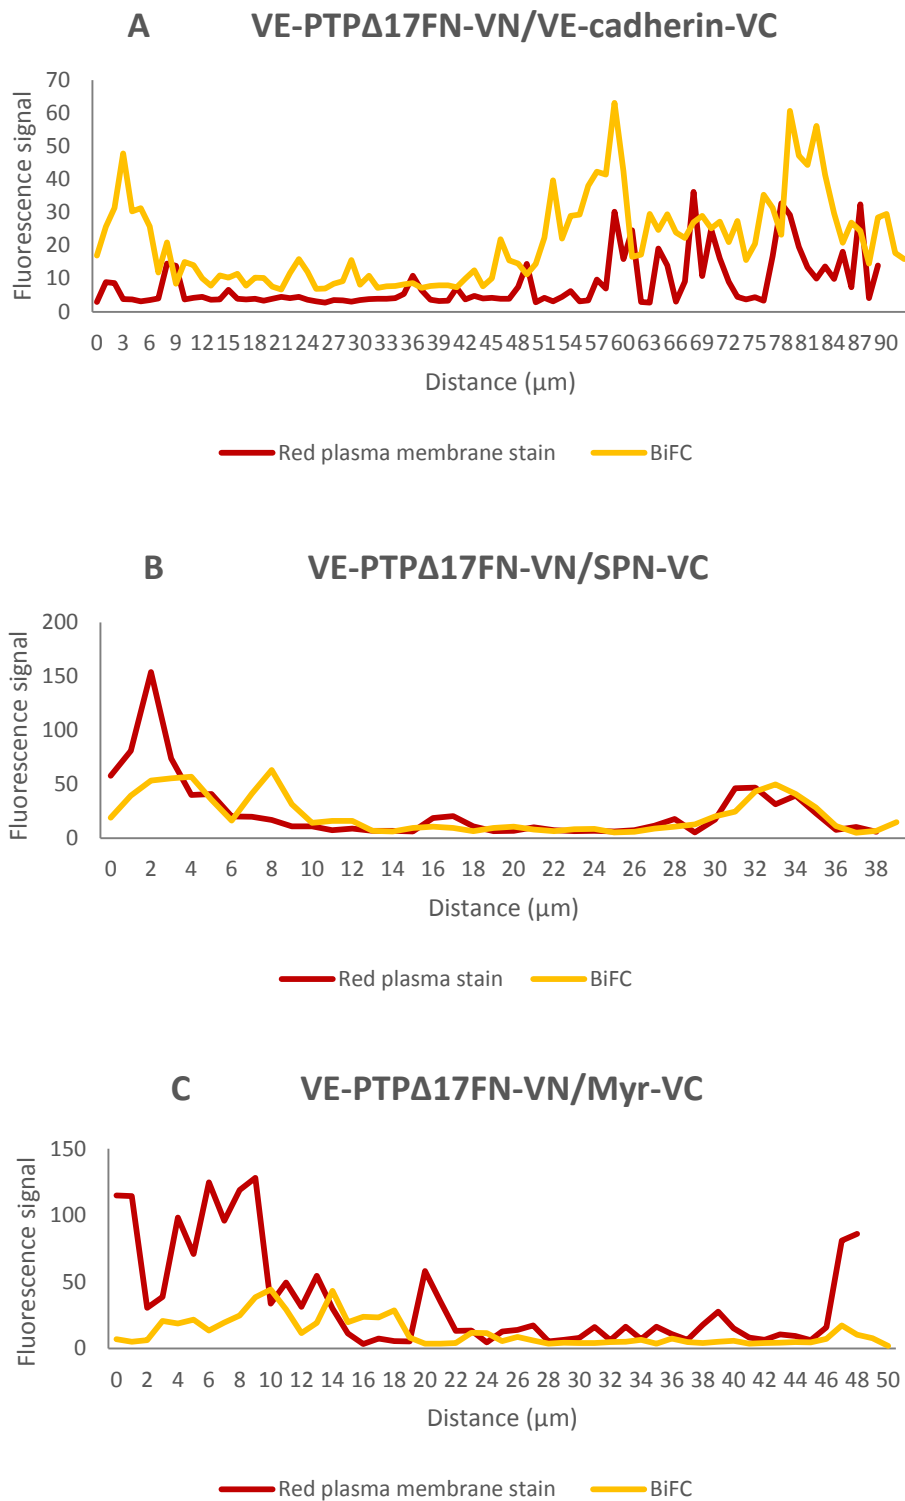 A VE-PTPΔ17FN-VN/VE-cadherin-VC
70
60
50
40
30
20
10
0
Fluorescence signal
0 3 6 9 12 15 18 21 24 27 30 33 36 39 42 45 48 51 54 57 60 63 66 69 72 75 78 81 84 87 90
Distance (μm)
Red plasma membrane stain BiFC
B VE-PTPΔ17FN-VN/SPN-VC
200
150
100
50
0
Fluorescence signal
0 2 4 6 8 10 12 14 16 18 20 22 24 26 28 30 32 34 36 38
Distance (μm)
Red plasma stain BiFC
C VE-PTPΔ17FN-VN/Myr-VC
150
100
50
0
Fluorescence signal
0 2 4 6 8 10 12 14 16 18 20 22 24 26 28 30 32 34 36 38 40 42 44 46 48 50
Distance (μm)
Red plasma membrane stain BiFC